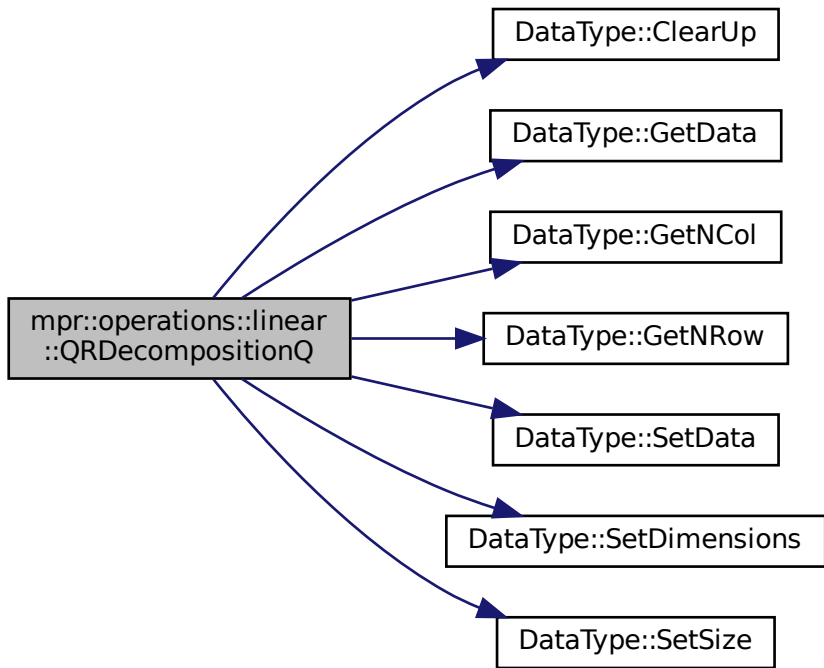 mpr::operations::linear
::QRDecompositionQ
DataType::ClearUp
DataType::GetData
DataType::GetNCol
DataType::GetNRow
DataType::SetData
DataType::SetDimensions
DataType::SetSize